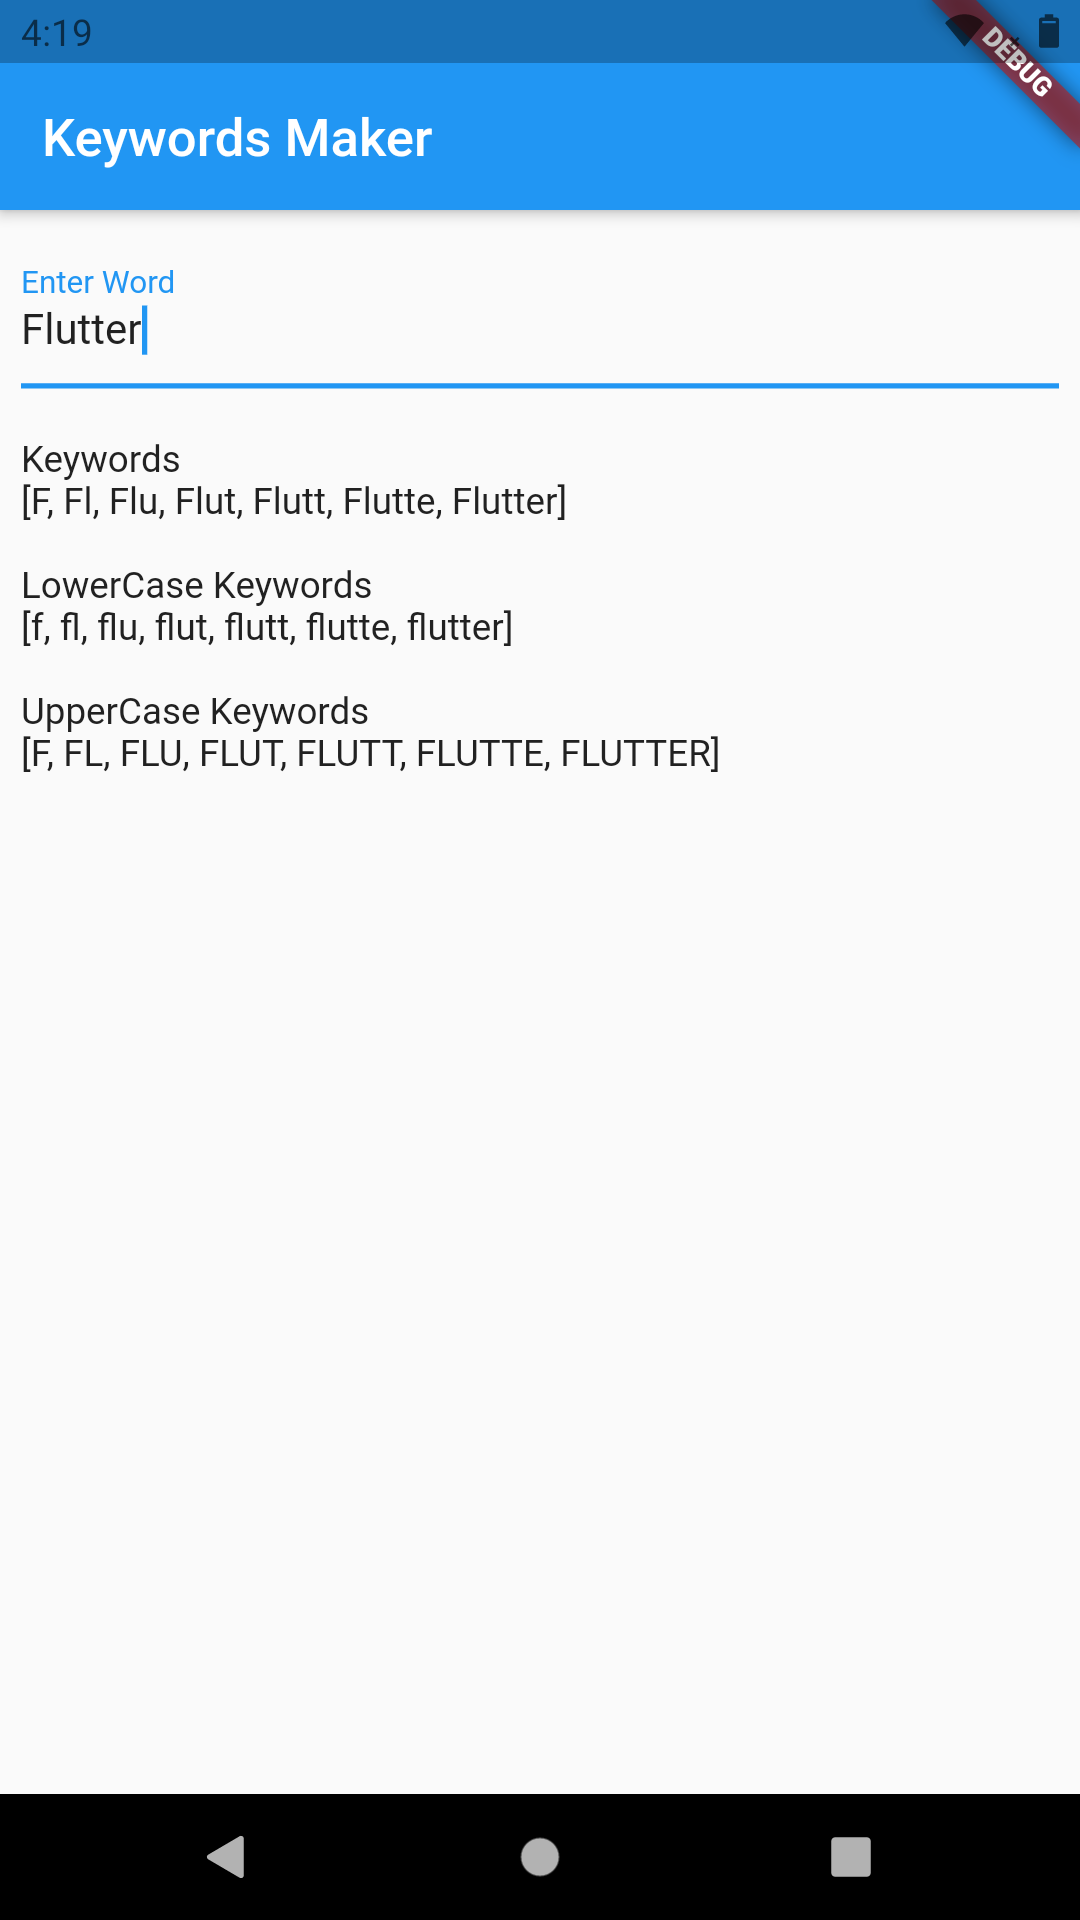 4:19
DEBUG
Keywords Maker
Enter Word
Flutter
Keywords
[F, Fl, Flu, Flut, Flutt, Flutte, Flutter]
LowerCase Keywords
[f, fl, flu, flut, flutt, flutte, flutter]
UpperCase Keywords
[F, FL, FLU, FLUT, FLUTT, FLUTTE, FLUTTER]